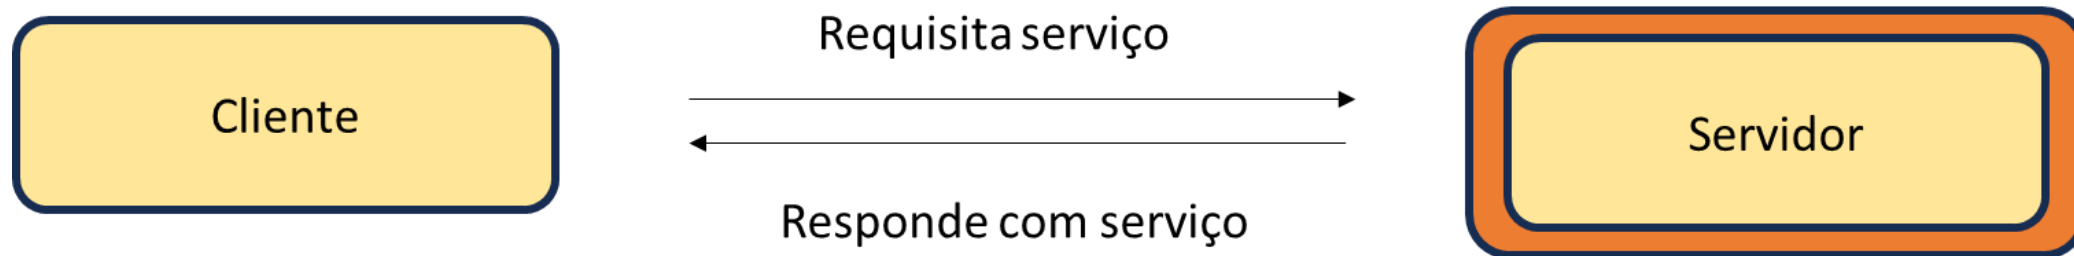 Requisita serviço
Cliente
Servidor
Responde com serviço